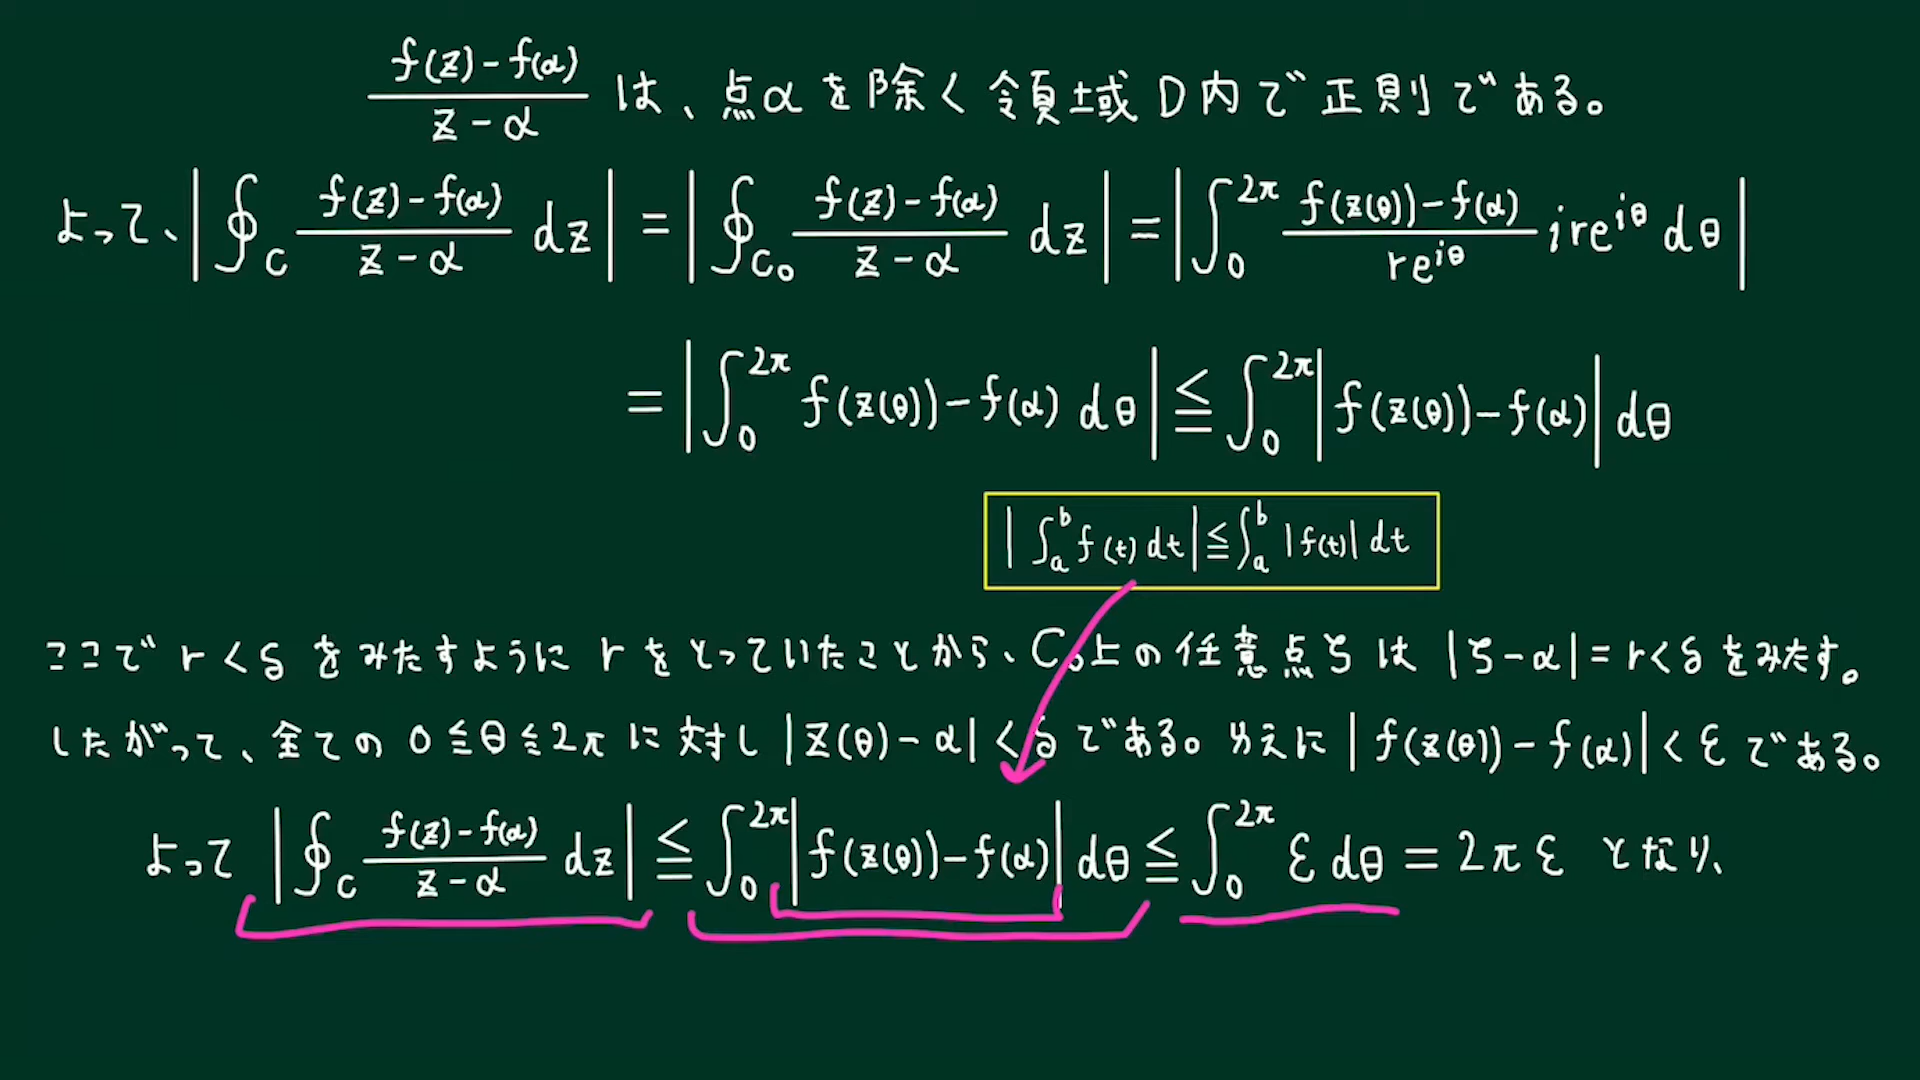 (f(z)-f(α))/(z-α) は、点αを除く領域D内で正則である。
よって、|∮_C (f(z)-f(α))/(z-α) dz| = |∮_{C₀} (f(z)-f(α))/(z-α) dz| = |∫_0^{2π} (f(z(θ))-f(α))/(re^{iθ}) ire^{iθ} dθ|
= |∫_0^{2π} f(z(θ))-f(α) dθ| ≦ ∫_0^{2π} |f(z(θ))-f(α)| dθ
|∫_a^b f(t) dt| ≦ ∫_a^b |f(t)| dt
ここで r<δ をみたすように r をとっていたことから、C₀上の任意点ζは |ζ-α|=r<δ をみたす。
したがって、全ての 0≦θ≦2π に対し |z(θ)-α|<δ である。ゆえに |f(z(θ))-f(α)|<ε である。
よって |∮_C (f(z)-f(α))/(z-α) dz| ≦ ∫_0^{2π} |f(z(θ))-f(α)| dθ ≦ ∫_0^{2π} ε dθ = 2πε となり、